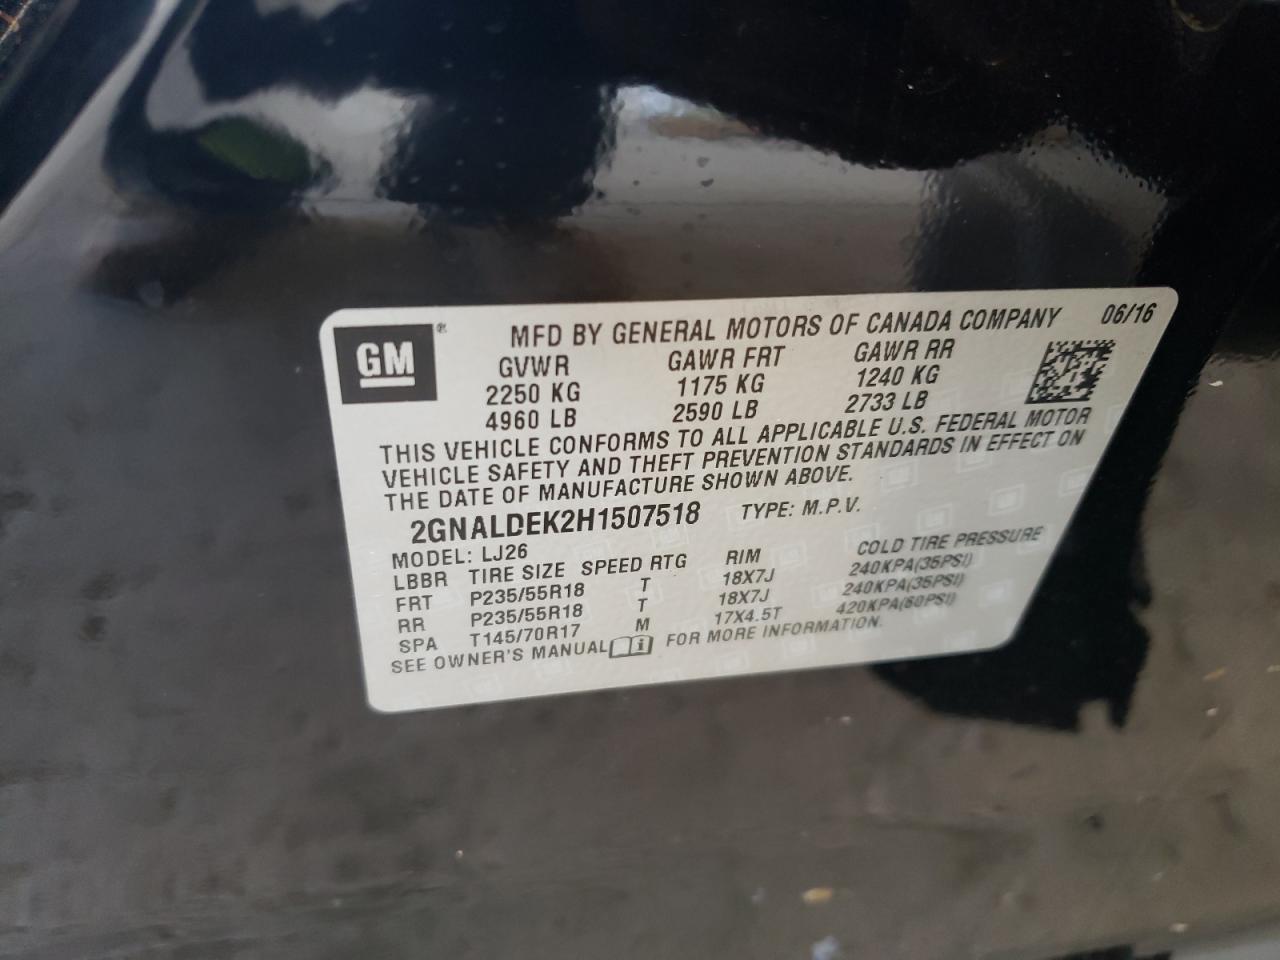 GM®
MFD BY GENERAL MOTORS OF CANADA COMPANY 06/16
GVWR GAWR FRT GAWR RR
2250 KG 1175 KG 1240 KG
4960 LB 2590 LB 2733 LB
THIS VEHICLE CONFORMS TO ALL APPLICABLE U.S. FEDERAL MOTOR
VEHICLE SAFETY AND THEFT PREVENTION STANDARDS IN EFFECT ON
THE DATE OF MANUFACTURE SHOWN ABOVE.
2GNALDEK2H1507518 TYPE: M.P.V.
MODEL: LJ26
LBBR TIRE SIZE SPEED RTG RIM COLD TIRE PRESSURE
FRT P235/55R18 T 18X7J 240KPA(35PSI)
RR P235/55R18 T 18X7J 240KPA(35PSI)
SPA T145/70R17 M 17X4.5T 420KPA(60PSI)
SEE OWNER'S MANUAL FOR MORE INFORMATION.